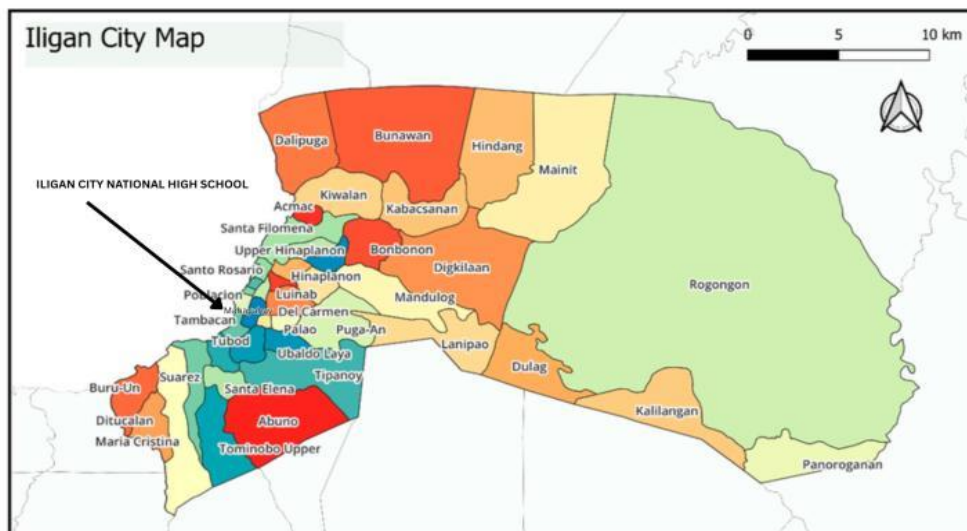 Iligan City Map
0 5 10 km
Dalipuga
Bunawan
Hindang
Mainit
ILIGAN CITY NATIONAL HIGH SCHOOL
Kiwalan
Kabacsanan
Acmac
Santa Filomena
Upper Hinaplanon
Bonbonon
Digkilaan
Santo Rosario
Hinaplanon
Rogongon
Poblacion
Luinab
Mandulog
Tambacan
Del Carmen
Tubod
Palao
Puga-An
Lanipao
Ubaldo Laya
Dulag
Suarez
Tipanoy
Buru-Un
Santa Elena
Kalilangan
Ditucalan
Abuno
Maria Cristina
Tominobo Upper
Panoroganan